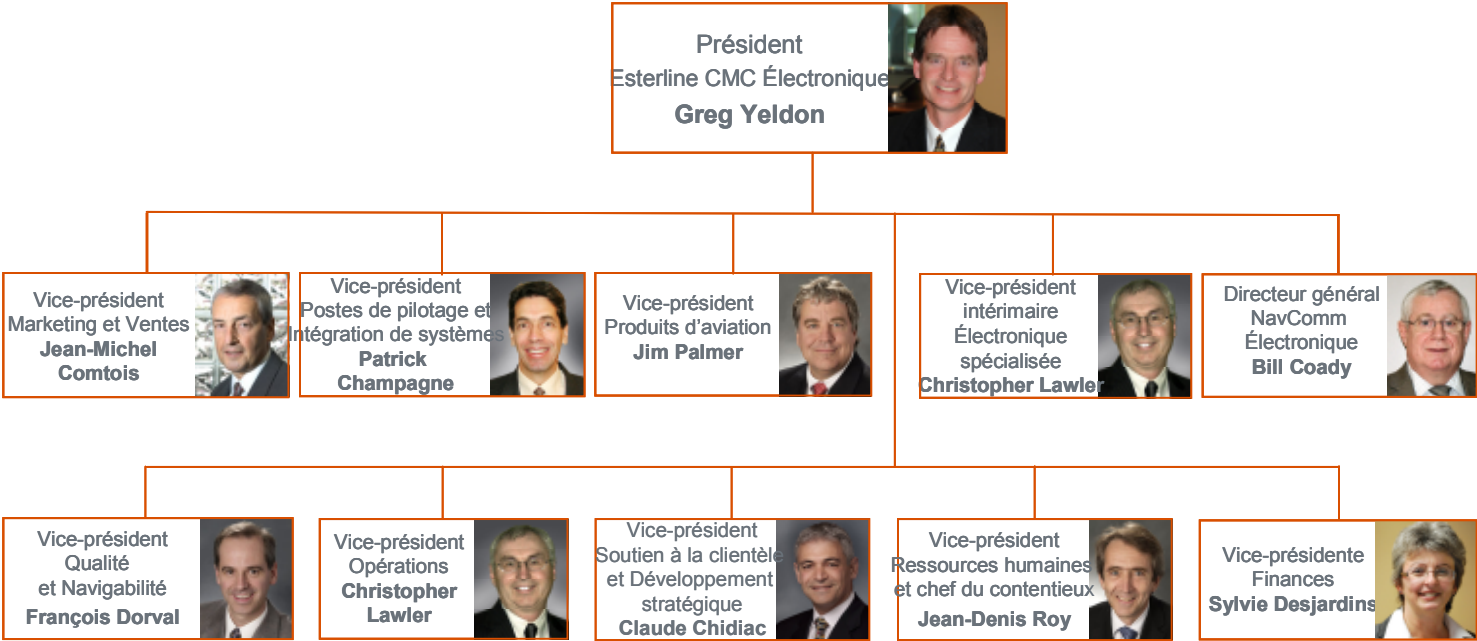 Président
Esterline CMC Électronique
Greg Yeldon
Vice-président
Marketing et Ventes
Jean-Michel
Comtois
Vice-président
Postes de pilotage et
Intégration de systèmes
Patrick
Champagne
Vice-président
Produits d'aviation
Jim Palmer
Vice-président
intérimaire
Électronique
spécialisée
Christopher Lawler
Directeur général
NavComm
Électronique
Bill Coady
Vice-président
Qualité
et Navigabilité
François Dorval
Vice-président
Opérations
Christopher
Lawler
Vice-président
Soutien à la clientèle
et Développement
stratégique
Claude Chidiac
Vice-président
Ressources humaines
et chef du contentieux
Jean-Denis Roy
Vice-présidente
Finances
Sylvie Desjardins